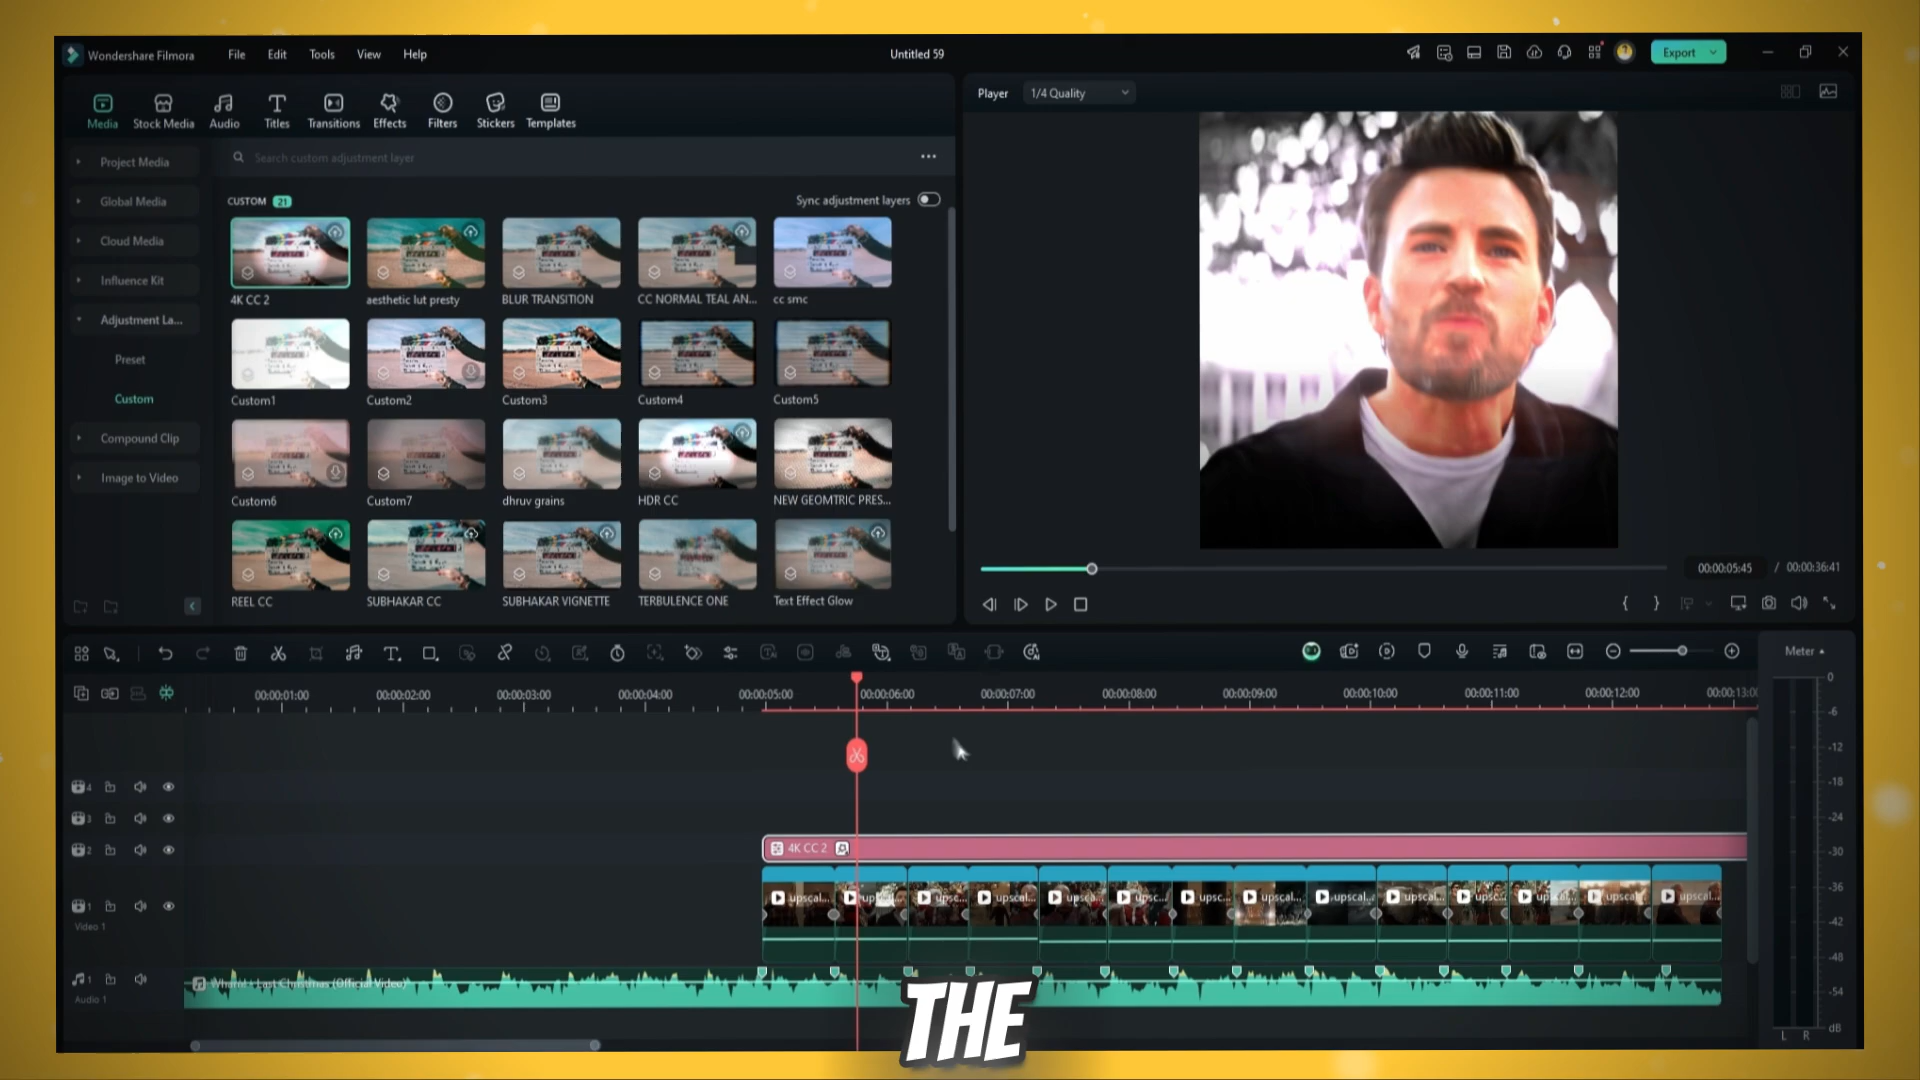 Wondershare Filmora File Edit Tools View Help Untitled 59 Export
Media Stock Media Audio Titles Transitions Effects Filters Stickers Templates
Player 1/4 Quality
Project Media
Global Media
Cloud Media
Influence Kit
Adjustment La...
Preset
Custom
Compound Clip
Image to Video
Search custom adjustment layer
CUSTOM 21 Sync adjustment layers
4K CC 2 aesthetic lut presty BLUR TRANSITION CC NORMAL TEAL AN... cc smc
Custom1 Custom2 Custom3 Custom4 Custom5
Custom6 Custom7 dhruv grains HDR CC NEW GEOMTRIC PRES...
REEL CC SUBHAKAR CC SUBHAKAR VIGNETTE TERBULENCE ONE Text Effect Glow
00:00:05:45 / 00:00:36:41
Meter
00:00:01:00 00:00:02:00 00:00:03:00 00:00:04:00 00:00:05:00 00:00:06:00 00:00:07:00 00:00:08:00 00:00:09:00 00:00:10:00 00:00:11:00 00:00:12:00 00:00:13:00
0
-6
-12
-18
-24
-30
-36
-42
-48
-54
dB
L R
4
3
2
4K CC 2
1
Video 1
upscal... upscal... upsc... upscal... upsca... upsc... upsc... upscal... upscal... upscal... upsc... upscal... upscal... upscal...
1
Audio 1
Wham! - Last Christmas (Official Video)
THE